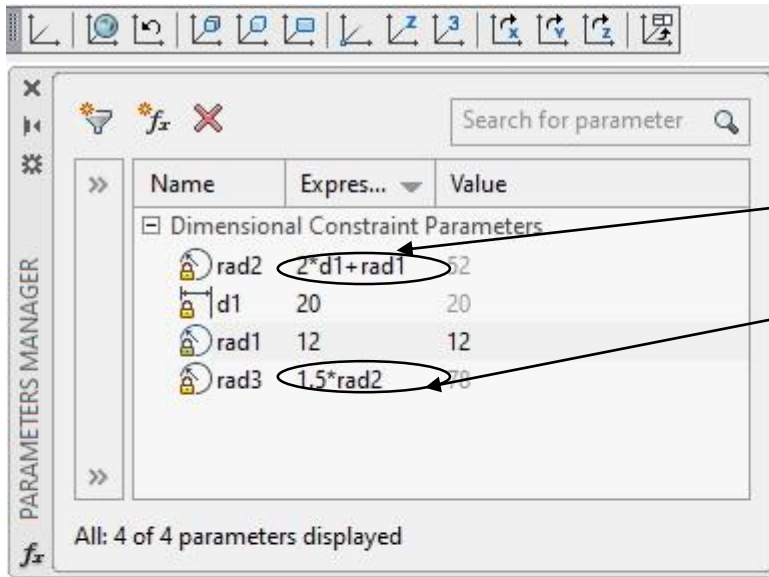 Search for parameter
Name Expres... Value
Dimensional Constraint Parameters
rad2 2*d1+rad1 52
d1 20 20
rad1 12 12
rad3 1.5*rad2 78
PARAMETERS MANAGER
All: 4 of 4 parameters displayed